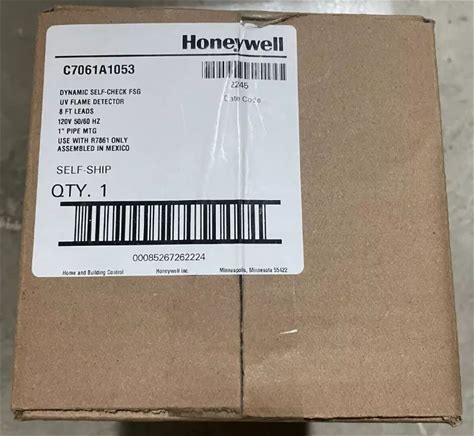 Honeywell
C7061A1053
2245
Date Code
DYNAMIC SELF-CHECK FSG
UV FLAME DETECTOR
8 FT LEADS
120V 50/60 HZ
1" PIPE MTG
USE WITH R7861 ONLY
ASSEMBLED IN MEXICO
SELF-SHIP
QTY. 1
00085267262224
Home and Building Control Honeywell Inc. Minneapolis, Minnesota 55422